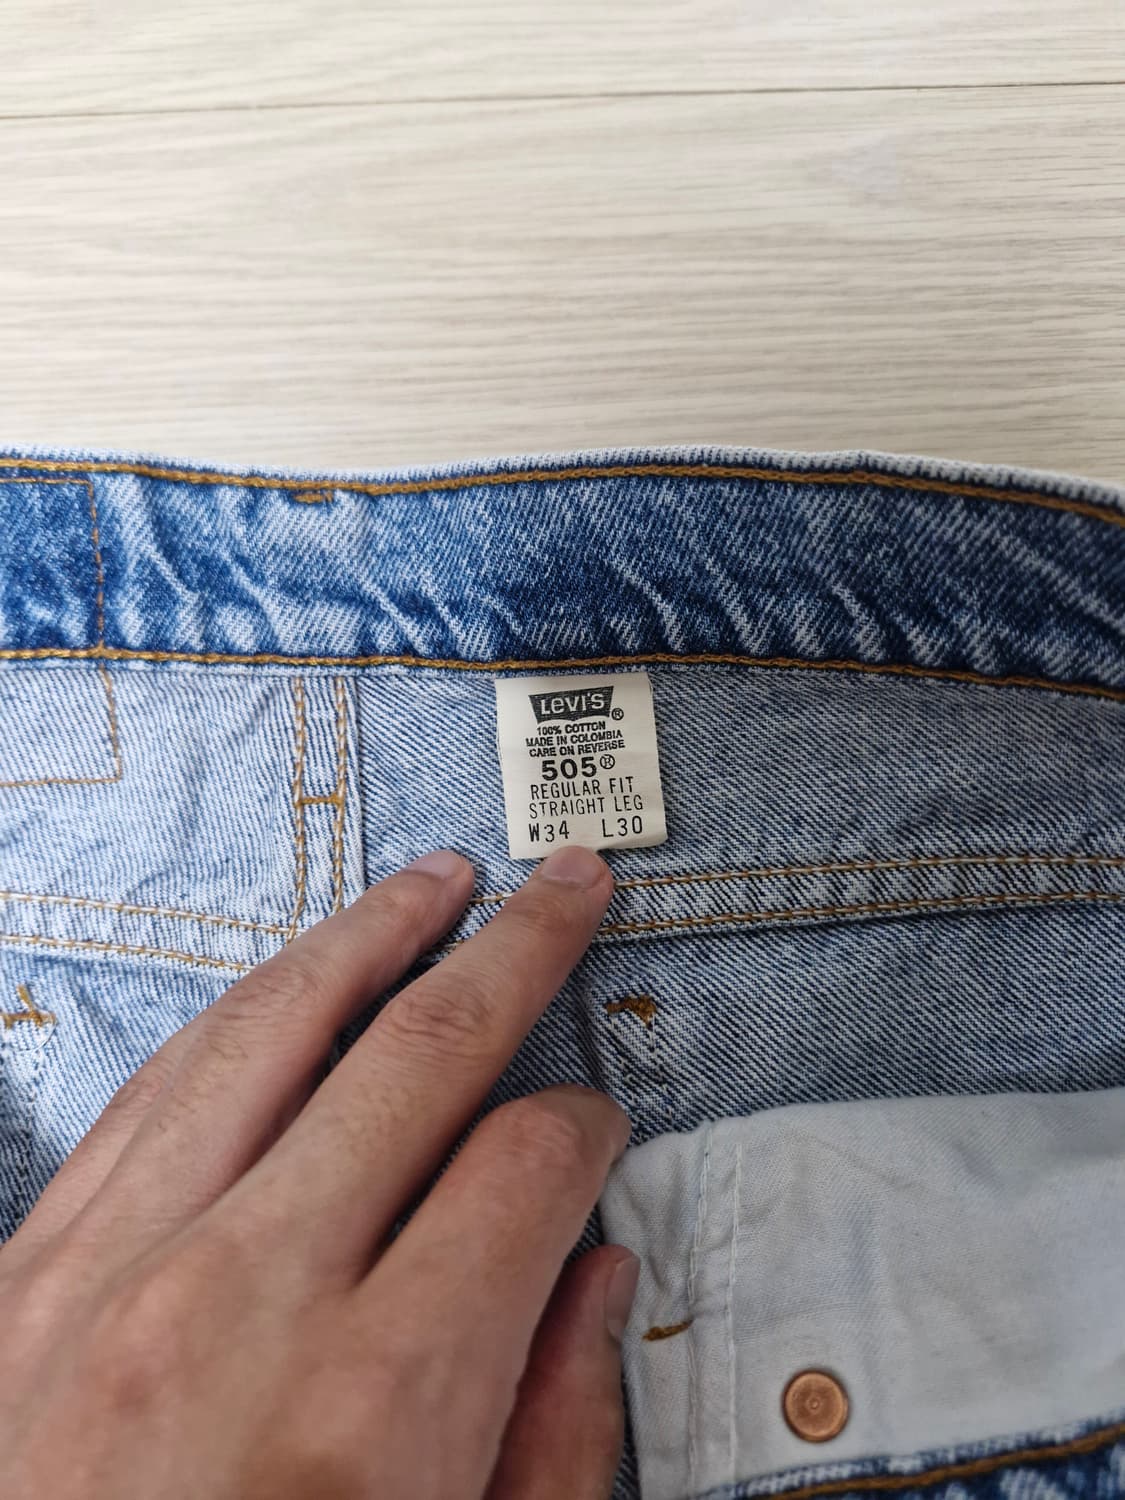 Levi's®
100% COTTON
MADE IN COLOMBIA
CARE ON REVERSE
505®
REGULAR FIT
STRAIGHT LEG
W34 L30